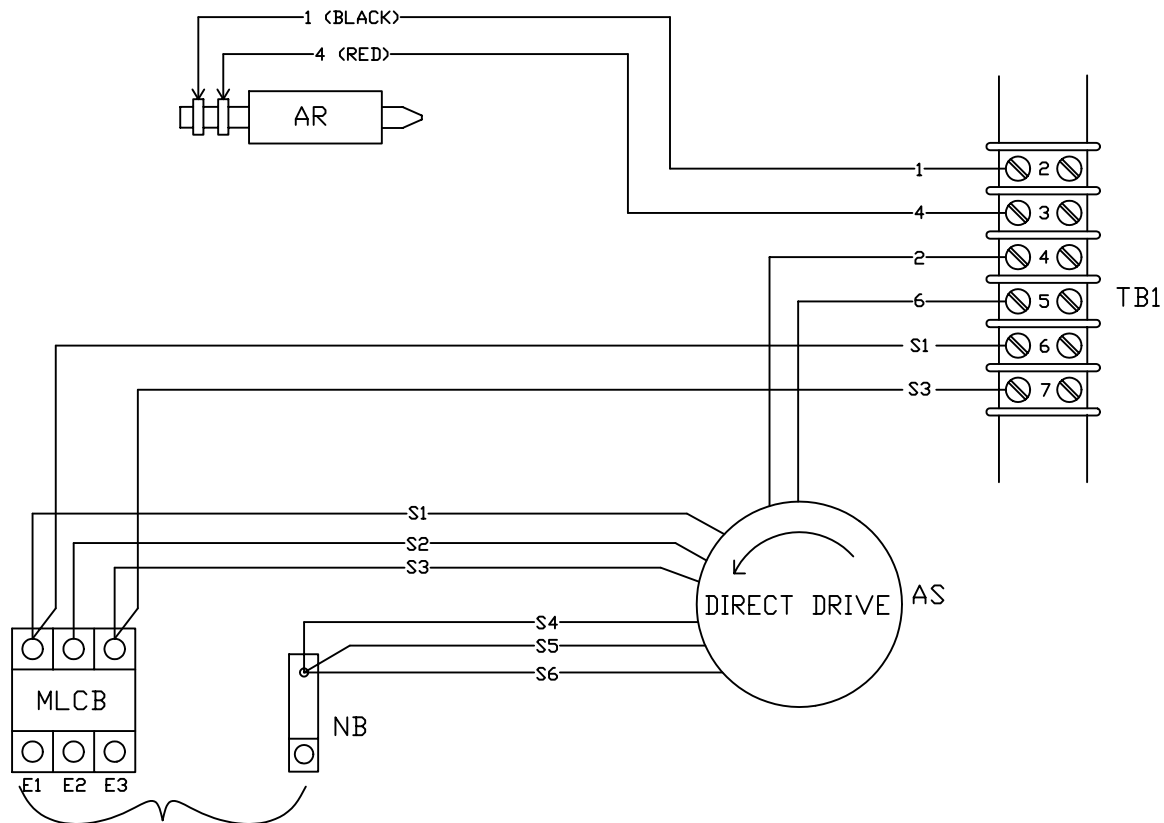 1 (BLACK)
4 (RED)
AR
1
2
4
3
2
4
6
5
TB1
S1
6
S3
7
S1
S2
S3
DIRECT DRIVE
AS
S4
S5
S6
MLCB
NB
E1 E2 E3